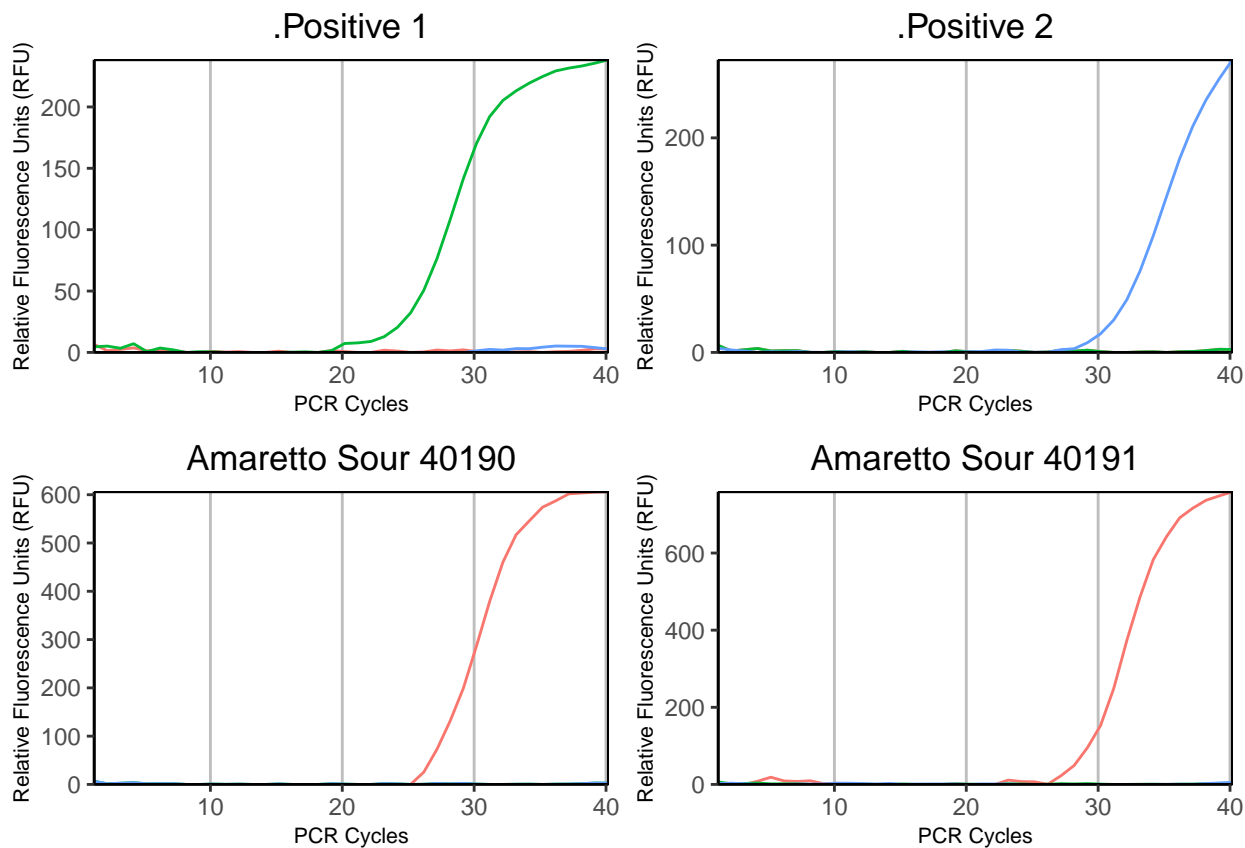 .Positive 1
Relative Fluorescence Units (RFU)
200
150
100
50
0
10 20 30 40
PCR Cycles
.Positive 2
Relative Fluorescence Units (RFU)
200
100
0
10 20 30 40
PCR Cycles
Amaretto Sour 40190
Relative Fluorescence Units (RFU)
600
500
400
300
200
100
0
10 20 30 40
PCR Cycles
Amaretto Sour 40191
Relative Fluorescence Units (RFU)
600
400
200
0
10 20 30 40
PCR Cycles